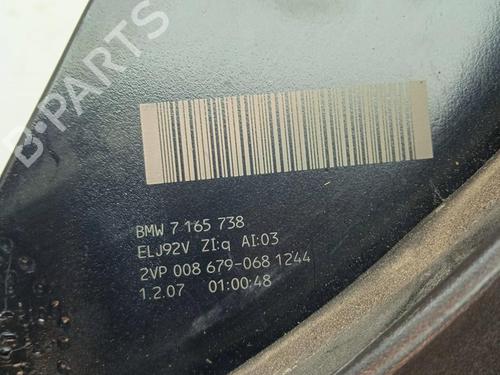 B-PARTS
BMW 7 165 738
ELJ92V ZI:q AI:03
2VP 008 679-068 1244
1.2.07 01:00:48